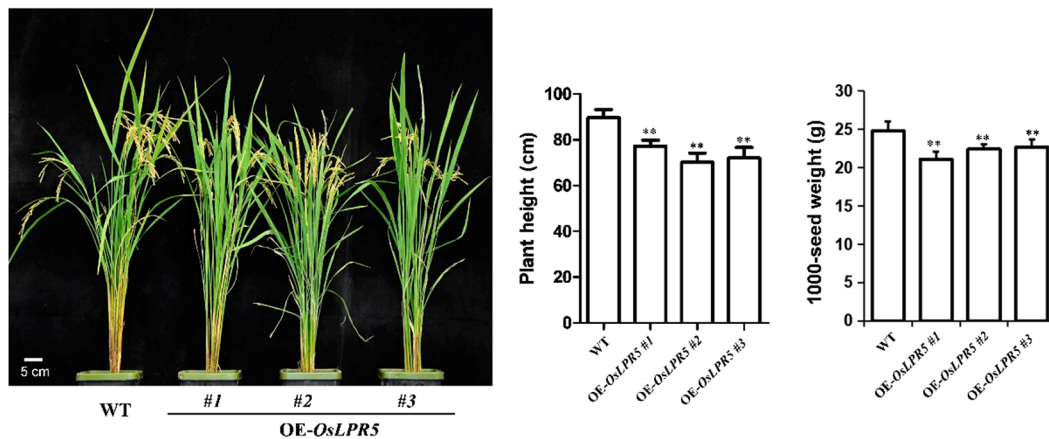 5 cm
WT
#1 #2 #3
OE-OsLPR5
Plant height (cm)
100
80
60
40
20
0
** ** **
WT OE-OsLPR5 #1 OE-OsLPR5 #2 OE-OsLPR5 #3
1000-seed weight (g)
30
25
20
15
10
5
0
** ** **
WT OE-OsLPR5 #1 OE-OsLPR5 #2 OE-OsLPR5 #3